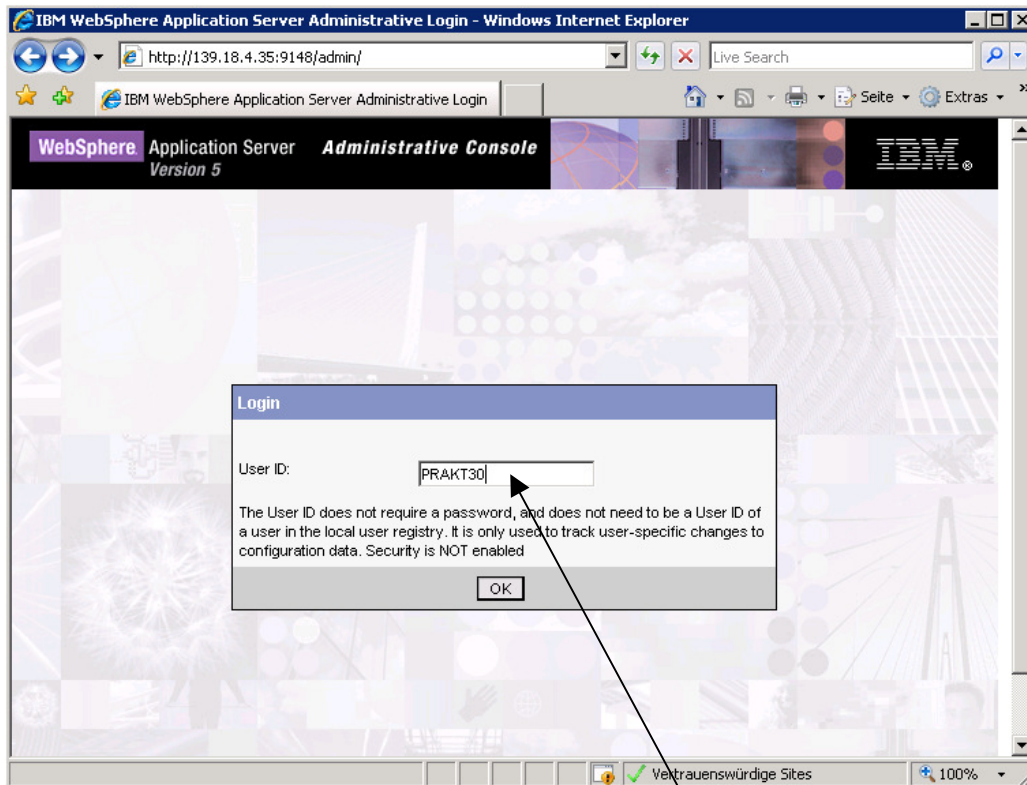 IBM WebSphere Application Server Administrative Login - Windows Internet Explorer
http://139.18.4.35:9148/admin/
Live Search
IBM WebSphere Application Server Administrative Login
Seite
Extras
»
WebSphere. Application Server Administrative Console
Version 5
IBM®
Login
User ID: PRAKT30
The User ID does not require a password, and does not need to be a User ID of
a user in the local user registry. It is only used to track user-specific changes to
configuration data. Security is NOT enabled
OK
Vertrauenswürdige Sites
100%